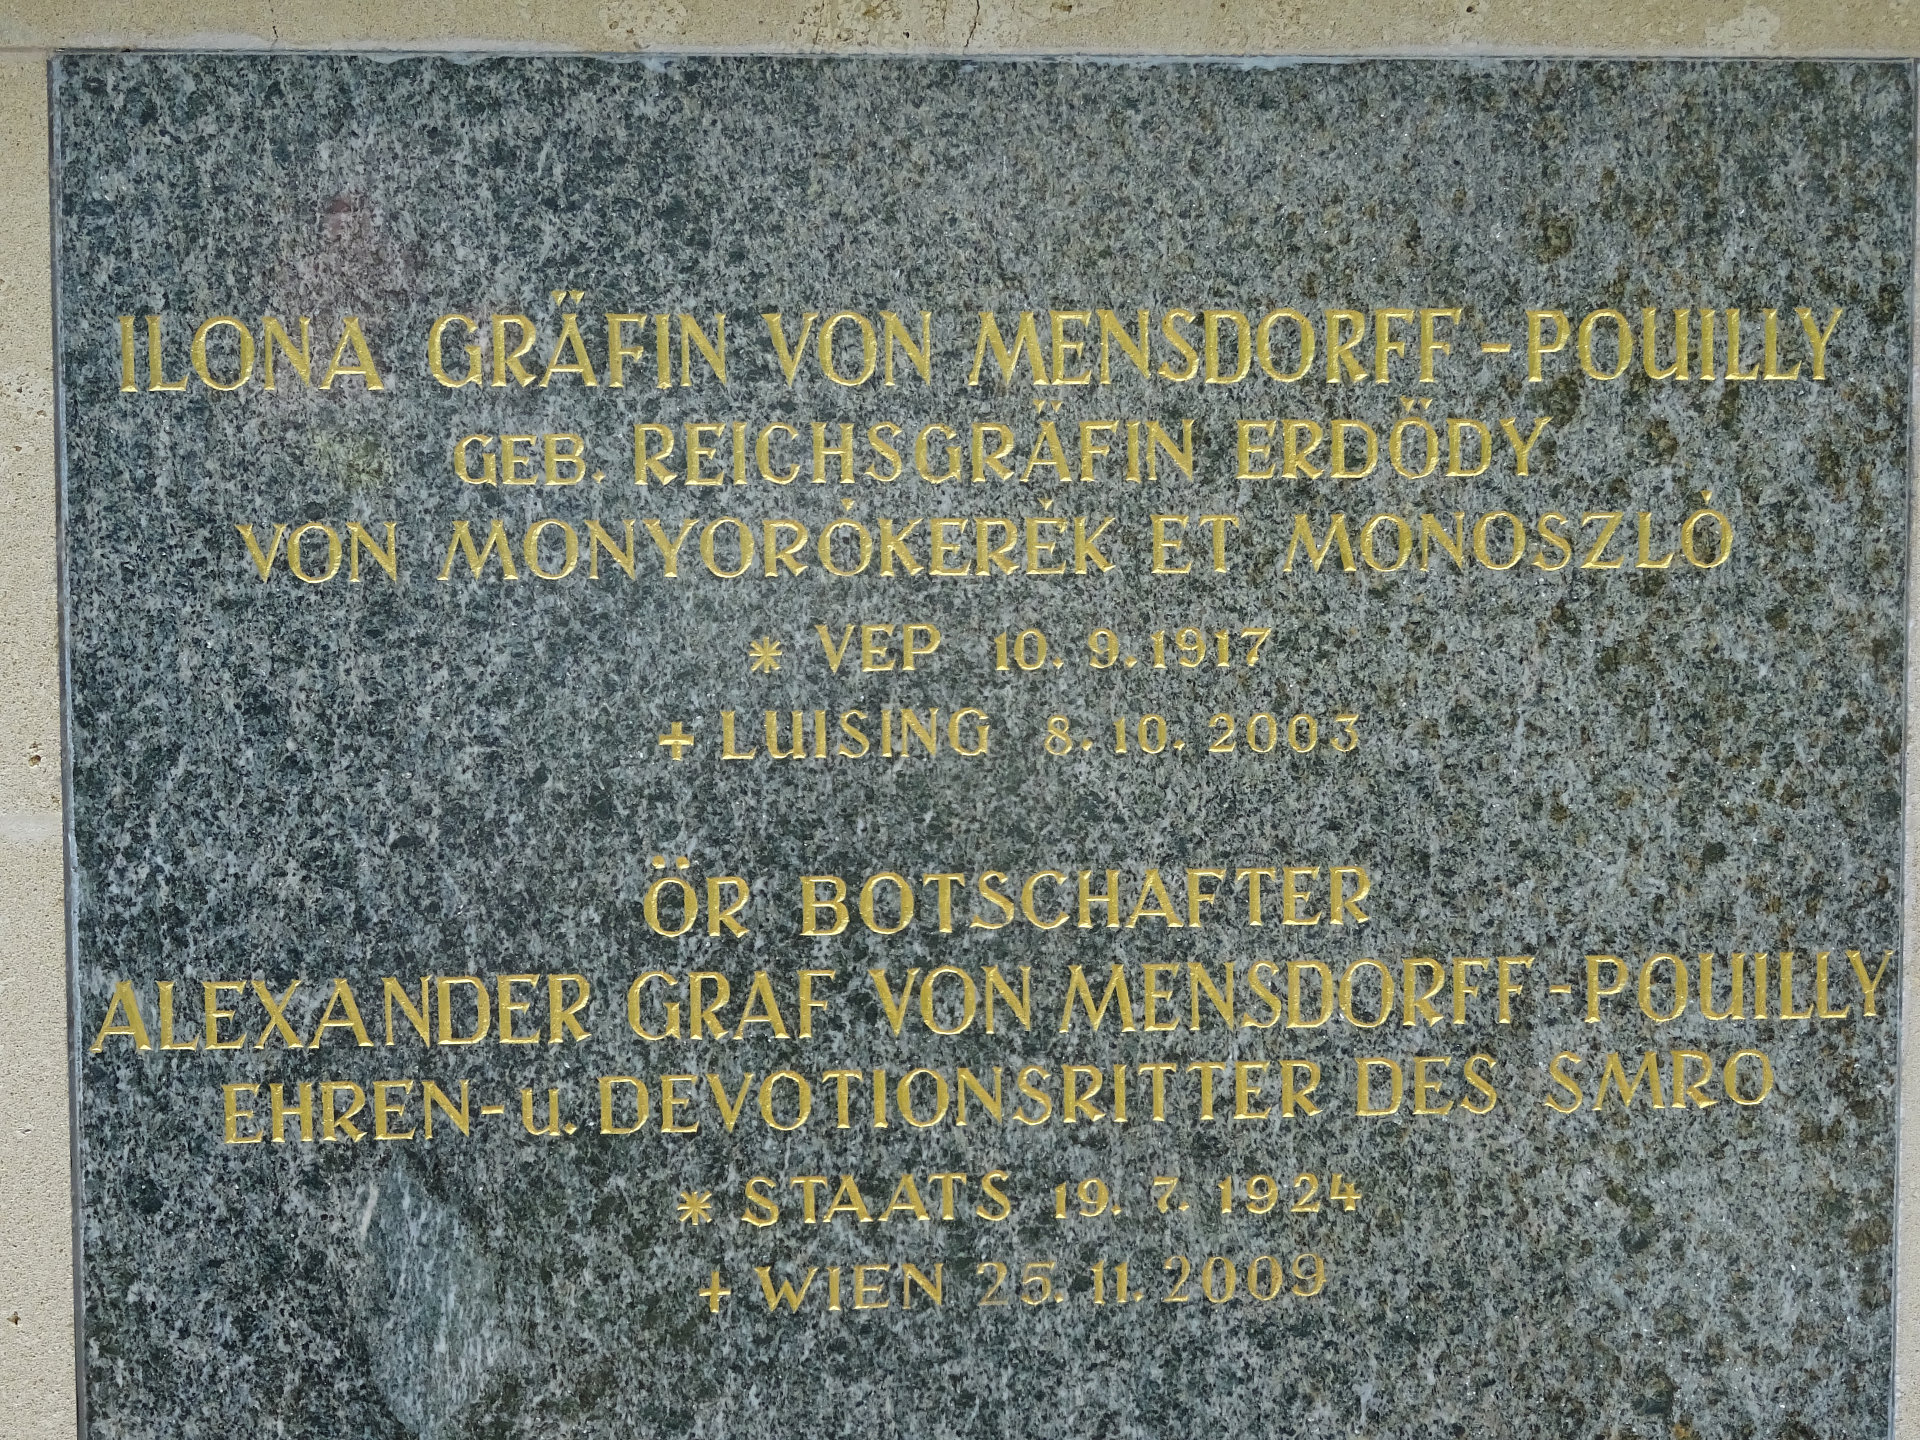 ILONA GRÄFIN VON MENSDORFF-POUILLY
GEB. REICHSGRÄFIN ERDÖDY
VON MONYORÓKERÉK ET MONOSZLÓ
* VEP 10. 9. 1917
+ LUISING 8. 10. 2003
ÖR BOTSCHAFTER
ALEXANDER GRAF VON MENSDORFF-POUILLY
EHREN- u. DEVOTIONSRITTER DES SMRO
* STAATS 19. 7. 1924
+ WIEN 25. 11. 2009